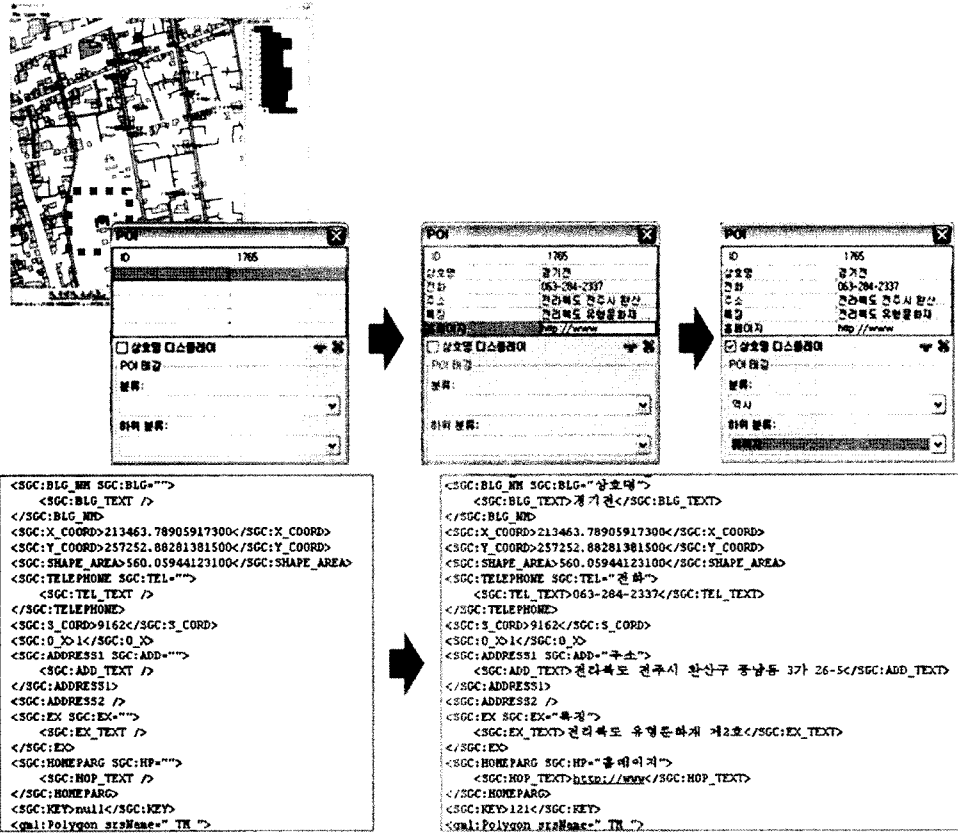 POI
ID 1765
상호명 디스플레이
POI 태깅
분류:
하위 분류:
POI
ID 1765
상호명 경기전
전화 063-284-2337
주소 전라북도 전주시 완산...
특징 전라북도 유형문화재...
홈페이지 http://www
상호명 디스플레이
POI 태깅
분류:
하위 분류:
POI
ID 1765
상호명 경기전
전화 063-284-2337
주소 전라북도 전주시 완산...
특징 전라북도 유형문화재...
홈페이지 http://www
상호명 디스플레이
POI 태깅
분류:
역사
하위 분류:
<SGC:BLG_NM SGC:BLG="">
<SGC:BLG_TEXT />
</SGC:BLG_NM>
<SGC:X_COORD>213463.78905917300</SGC:X_COORD>
<SGC:Y_COORD>257252.88281381500</SGC:Y_COORD>
<SGC:SHAPE_AREA>560.05944123100</SGC:SHAPE_AREA>
<SGC:TELEPHONE SGC:TEL="">
<SGC:TEL_TEXT />
</SGC:TELEPHONE>
<SGC:S_CORD>9162</SGC:S_CORD>
<SGC:O_X>1</SGC:O_X>
<SGC:ADDRESS1 SGC:ADD="">
<SGC:ADD_TEXT />
</SGC:ADDRESS1>
<SGC:ADDRESS2 />
<SGC:EX SGC:EX="">
<SGC:EX_TEXT />
</SGC:EX>
<SGC:HOMEPARG SGC:HP="">
<SGC:HOP_TEXT />
</SGC:HOMEPARG>
<SGC:KEY>null</SGC:KEY>
<gml:Polygon srsName=" TM ">
<SGC:BLG_NM SGC:BLG="상호명">
<SGC:BLG_TEXT>경기전</SGC:BLG_TEXT>
</SGC:BLG_NM>
<SGC:X_COORD>213463.78905917300</SGC:X_COORD>
<SGC:Y_COORD>257252.88281381500</SGC:Y_COORD>
<SGC:SHAPE_AREA>560.05944123100</SGC:SHAPE_AREA>
<SGC:TELEPHONE SGC:TEL="전화">
<SGC:TEL_TEXT>063-284-2337</SGC:TEL_TEXT>
</SGC:TELEPHONE>
<SGC:S_CORD>9162</SGC:S_CORD>
<SGC:O_X>1</SGC:O_X>
<SGC:ADDRESS1 SGC:ADD="주소">
<SGC:ADD_TEXT>전라북도 전주시 완산구 풍남동 3가 26-5</SGC:ADD_TEXT>
</SGC:ADDRESS1>
<SGC:ADDRESS2 />
<SGC:EX SGC:EX="특징">
<SGC:EX_TEXT>전라북도 유형문화재 제2호</SGC:EX_TEXT>
</SGC:EX>
<SGC:HOMEPARG SGC:HP="홈페이지">
<SGC:HOP_TEXT>http://www</SGC:HOP_TEXT>
</SGC:HOMEPARG>
<SGC:KEY>121</SGC:KEY>
<gml:Polygon srsName=" TM ">